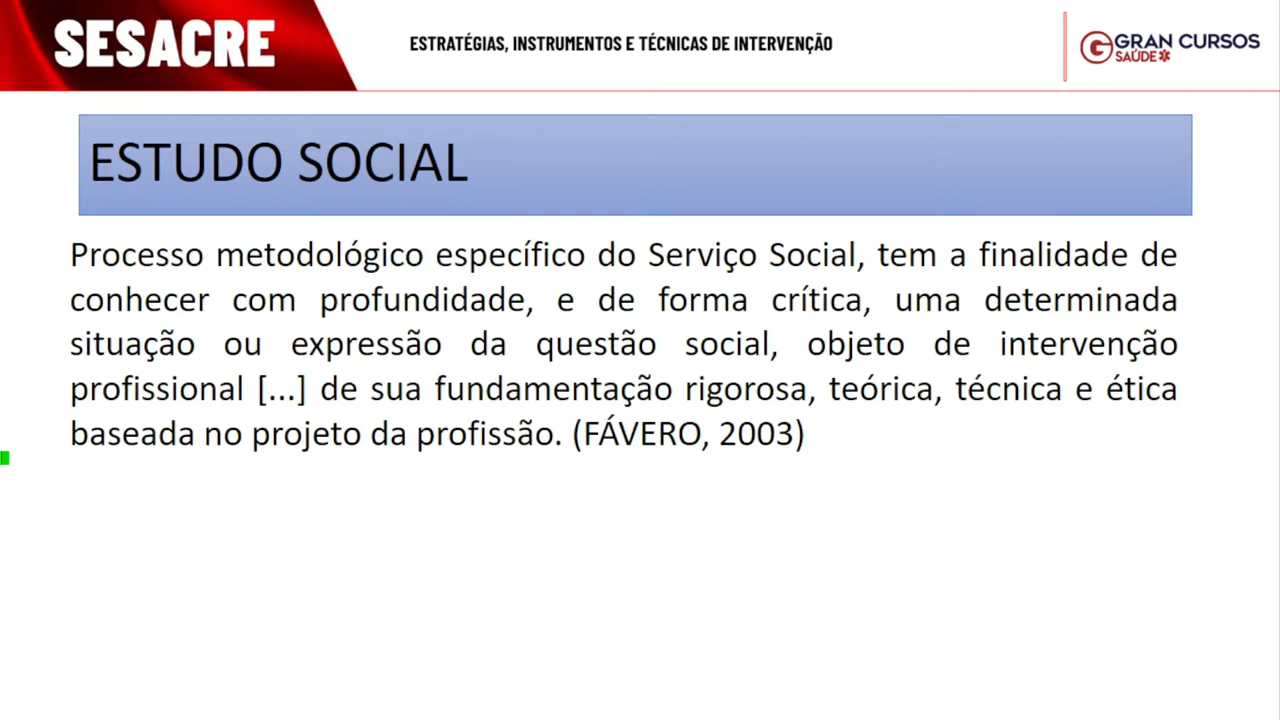 SESACRE
ESTRATÉGIAS, INSTRUMENTOS E TÉCNICAS DE INTERVENÇÃO
GRAN CURSOS
SAÚDE
ESTUDO SOCIAL
Processo metodológico específico do Serviço Social, tem a finalidade de
conhecer com profundidade, e de forma crítica, uma determinada
situação ou expressão da questão social, objeto de intervenção
profissional [...] de sua fundamentação rigorosa, teórica, técnica e ética
baseada no projeto da profissão. (FÁVERO, 2003)